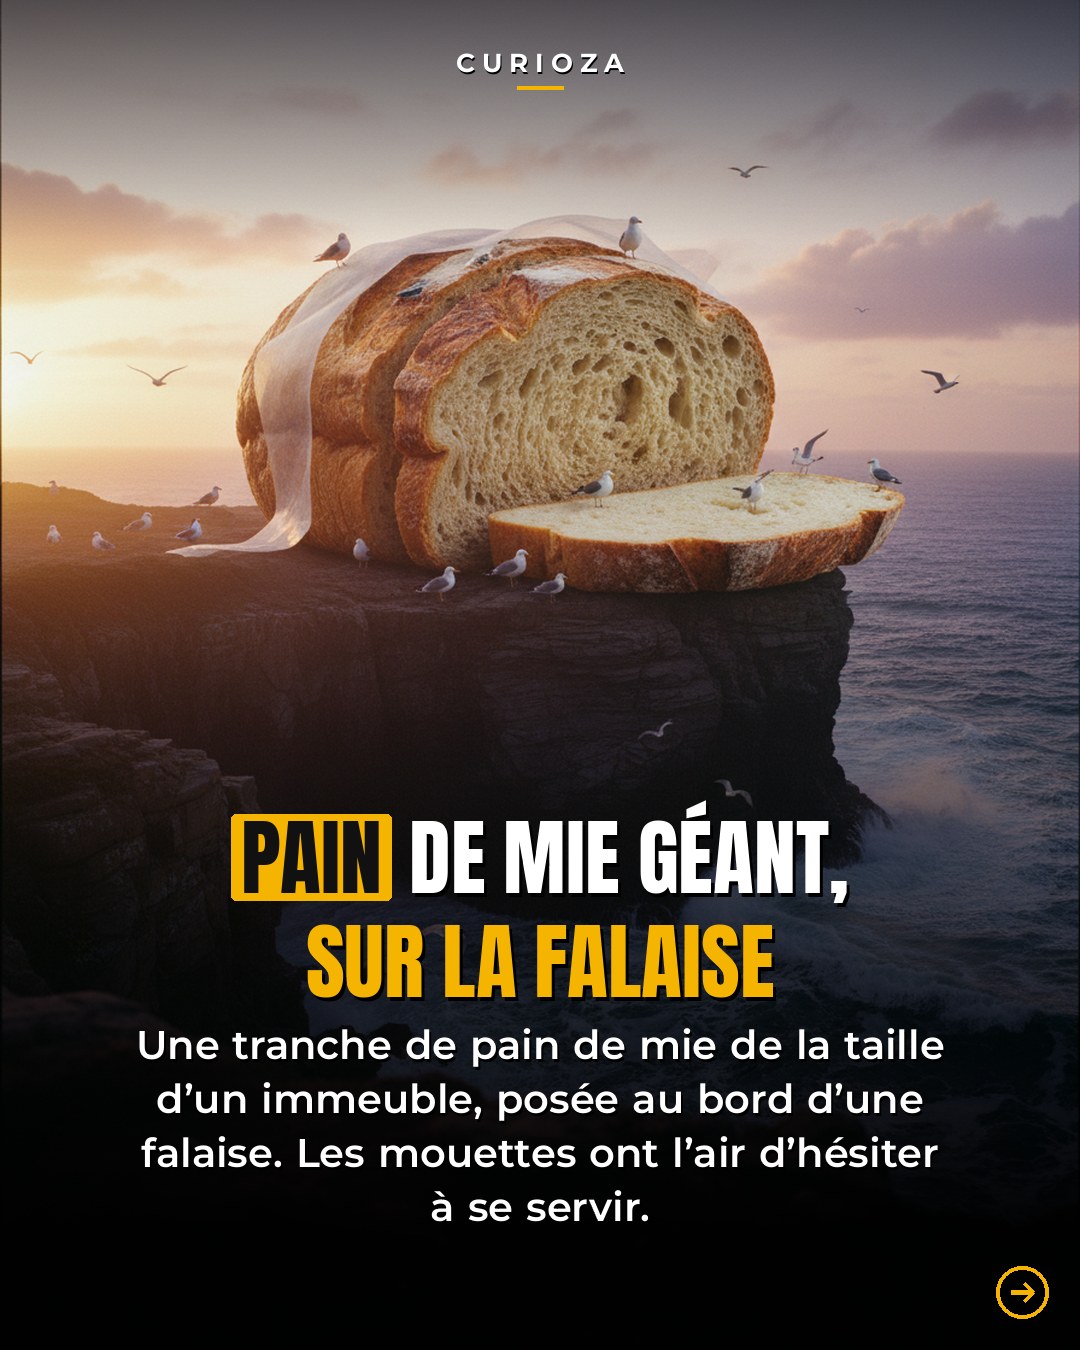 CURIOZA
PAIN DE MIE GÉANT,
SUR LA FALAISE
Une tranche de pain de mie de la taille
d’un immeuble, posée au bord d’une
falaise. Les mouettes ont l’air d’hésiter
à se servir.